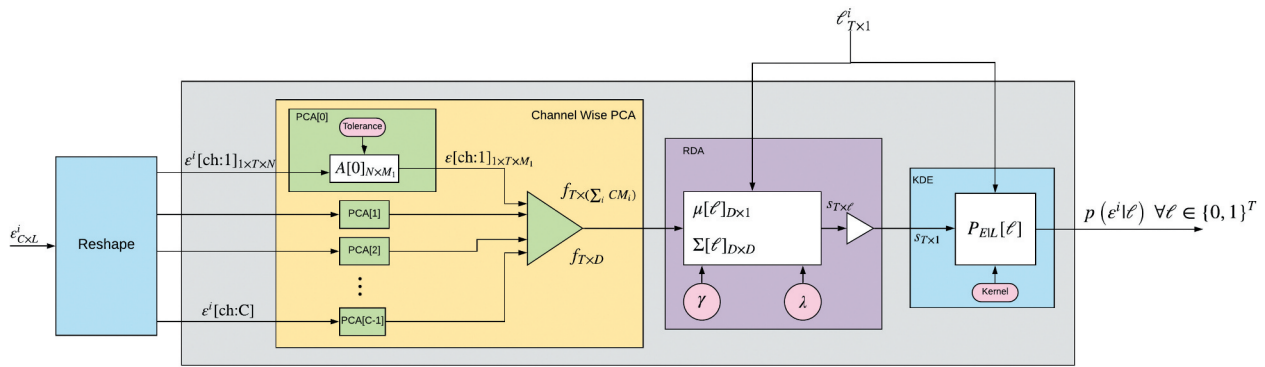 ℓ^i_{T×1}
Channel Wise PCA
PCA[0]
Tolerance
A[0]_{N×M_1}
ε^i[ch:1]_{1×T×N}
ε[ch:1]_{1×T×M_1}
PCA[1]
PCA[2]
⋮
PCA[C-1]
ε^i[ch:C]
ε^i_{C×L}
Reshape
f_{T×(∑_i CM_i)}
f_{T×D}
RDA
μ[ℓ]_{D×1}
Σ[ℓ]_{D×D}
γ
λ
s_{T×ℓ}
s_{T×1}
KDE
P_{E|L}[ℓ]
Kernel
p (ε^i|ℓ) ∀ℓ ∈ {0, 1}^T